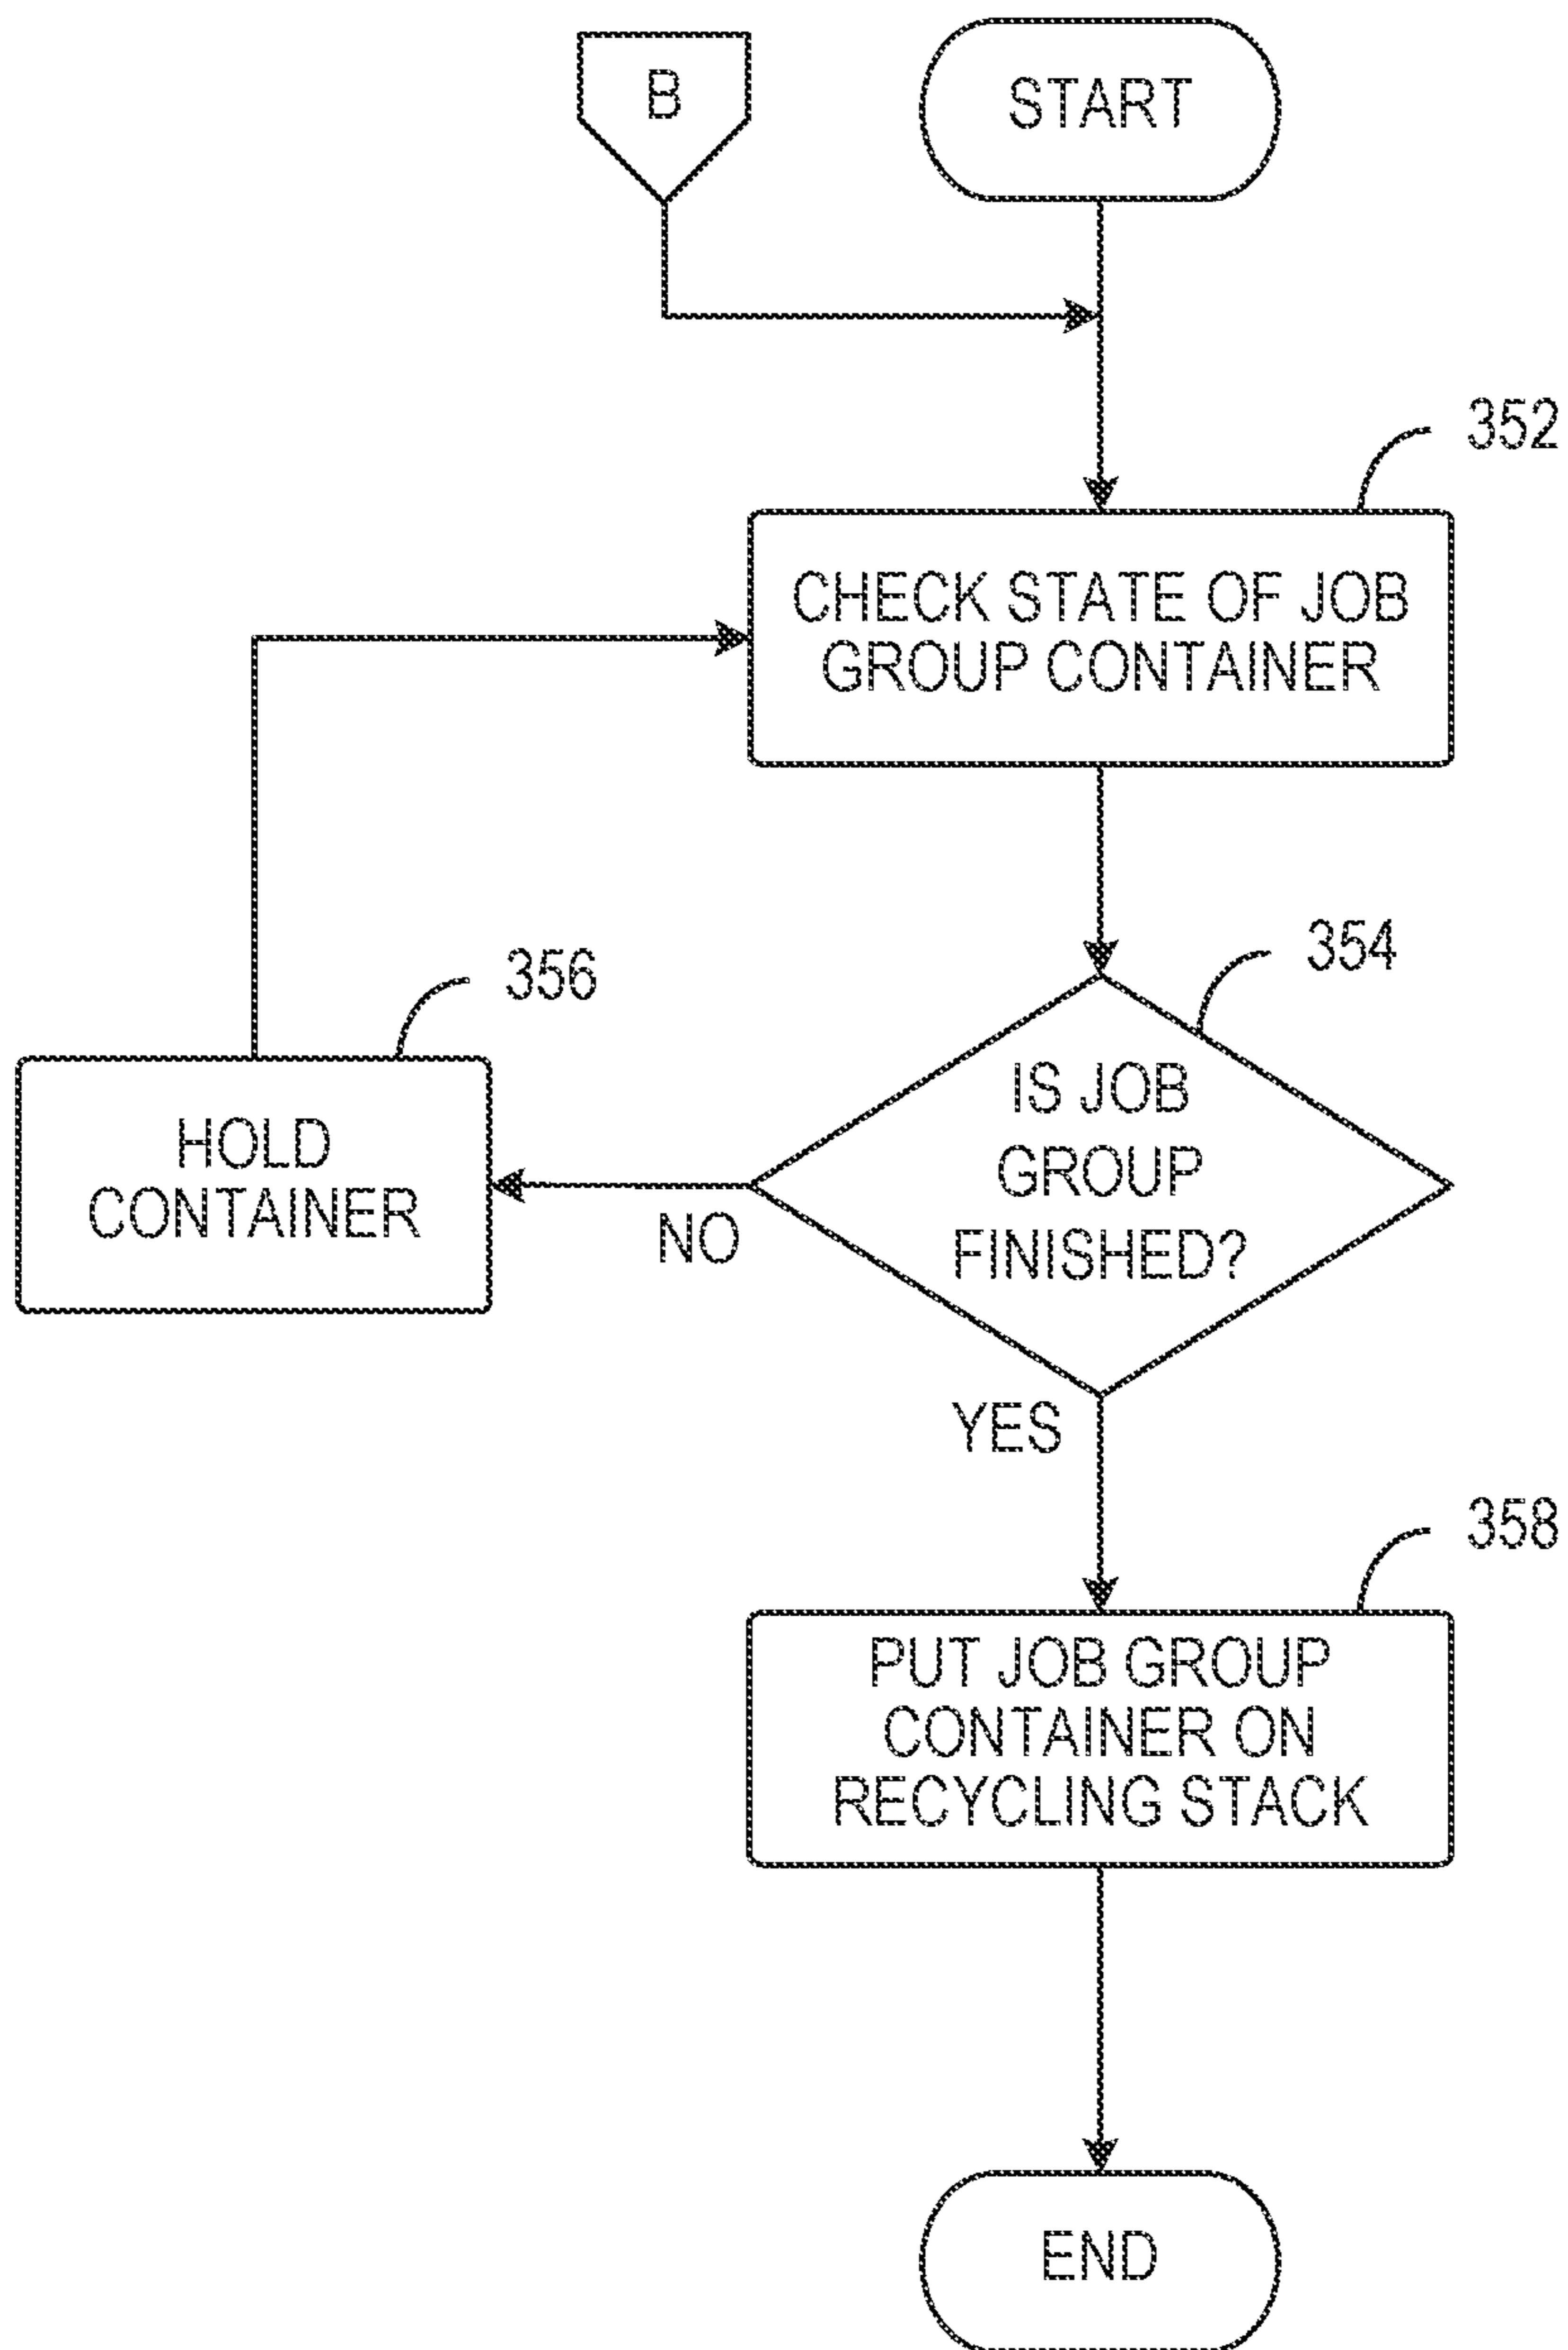 B
START
352
CHECK STATE OF JOB
GROUP CONTAINER
354
IS JOB
GROUP
FINISHED?
356
HOLD
CONTAINER
NO
YES
358
PUT JOB GROUP
CONTAINER ON
RECYCLING STACK
END